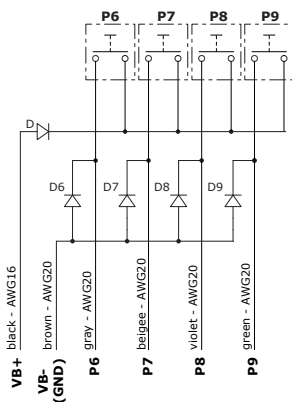 P6 P7 P8 P9
D
D6 D7 D8 D9
black - AWG16
brown - AWG20
gray - AWG20
beigee - AWG20
violet - AWG20
green - AWG20
VB+
VB-
(GND)
P6
P7
P8
P9